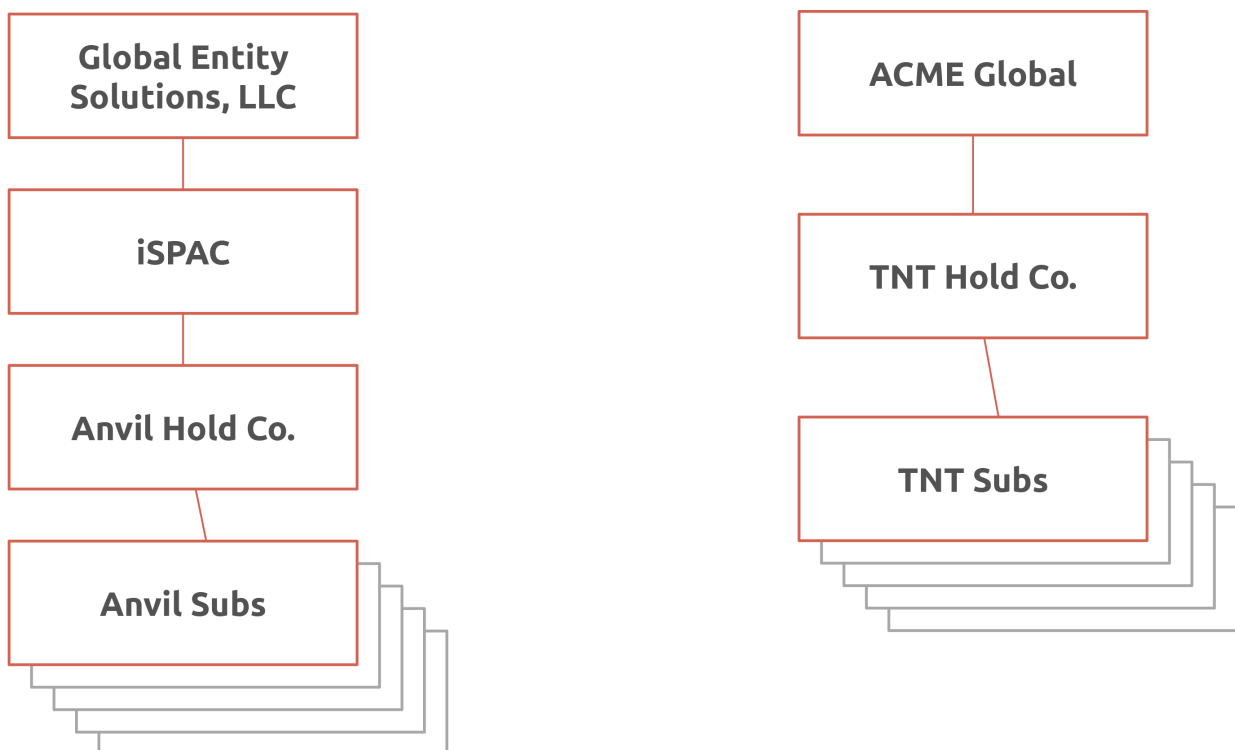 Global Entity
Solutions, LLC
iSPAC
Anvil Hold Co.
Anvil Subs
ACME Global
TNT Hold Co.
TNT Subs